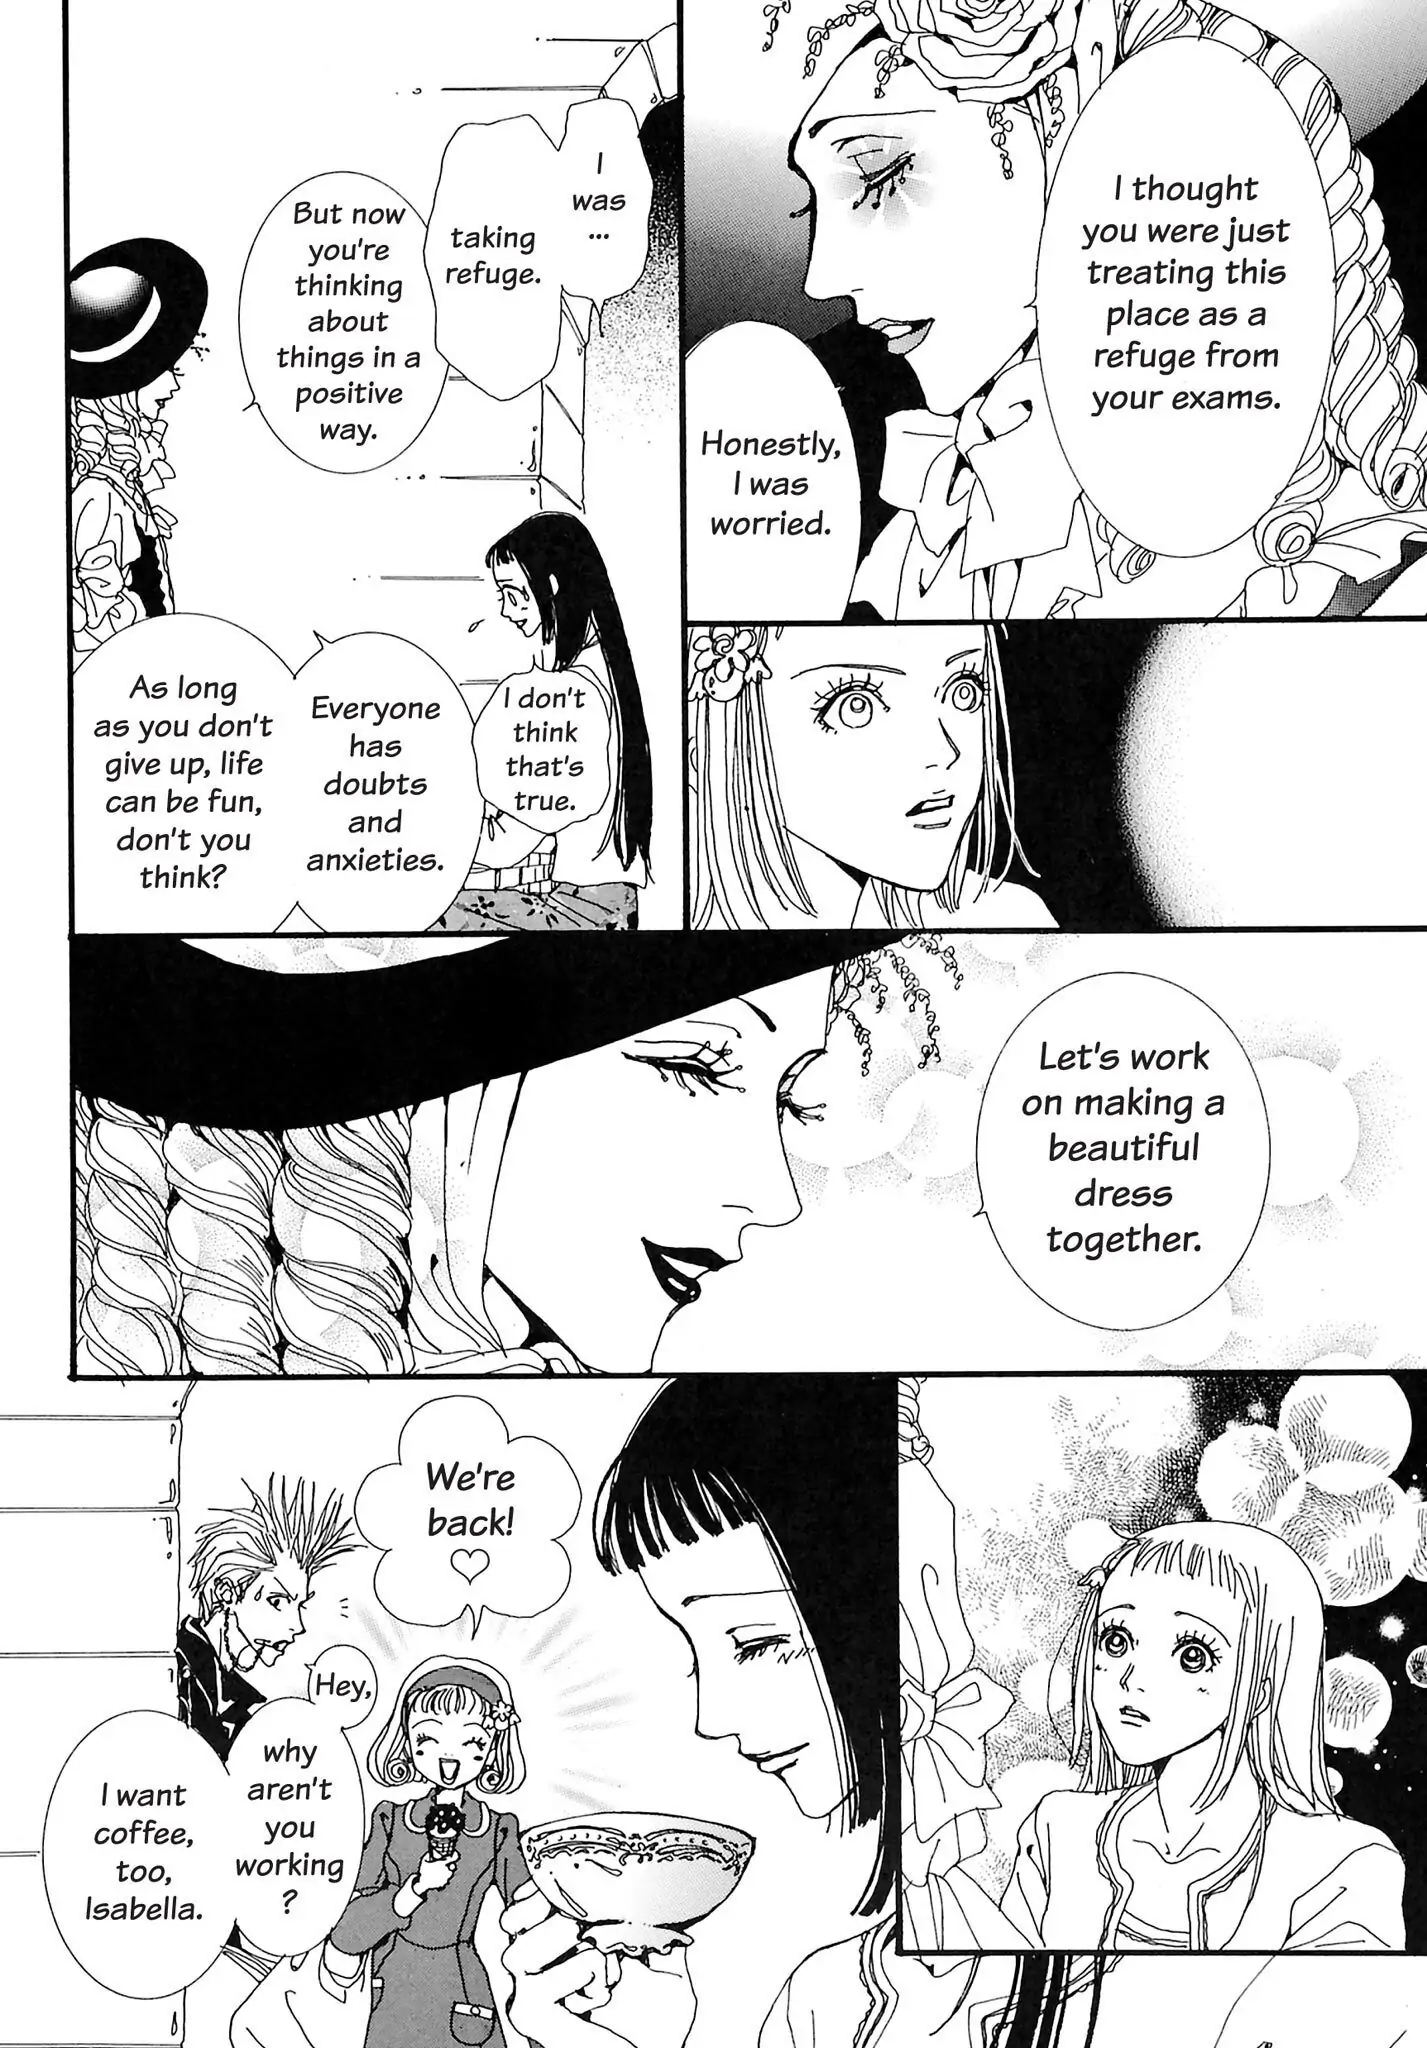 I thought
you were just
treating this
place as a
refuge from
your exams.
Honestly,
I was
worried.
I
was
...
taking
refuge.
But now
you're
thinking
about
things in a
positive
way.
I don't
think
that's
true.
Everyone
has
doubts
and
anxieties.
As long
as you don't
give up, life
can be fun,
don't you
think?
Let's work
on making a
beautiful
dress
together.
We're
back!
♡
Hey,
why
aren't
you
working
?
I want
coffee,
too,
Isabella.